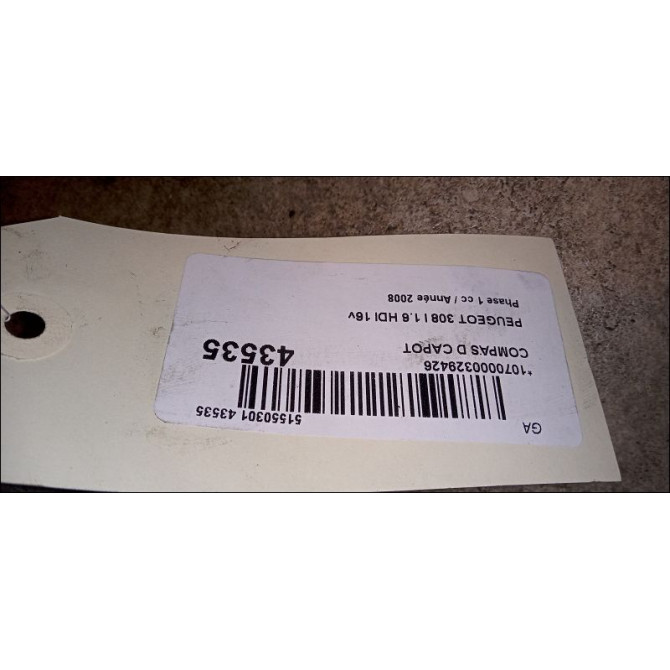 GA
51550301 43535
*1070000329426
COMPAS D CAPOT
43535
PEUGEOT 308 I 1.6 HDI 16v
Phase 1 cc / Année 2008